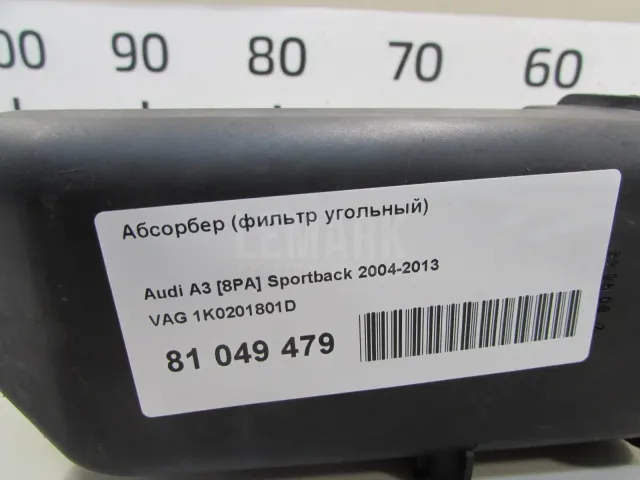 00 90 80 70 60
Абсорбер (фильтр угольный)
LEMARK
Audi A3 [8PA] Sportback 2004-2013
VAG 1K0201801D
81 049 479